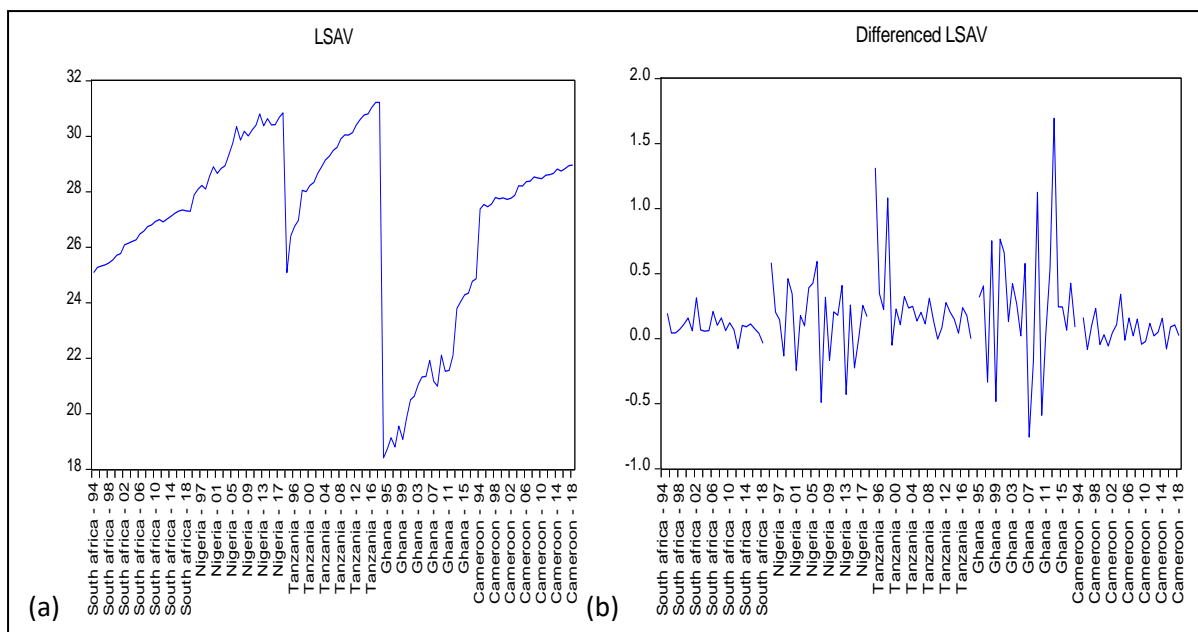 LSAV
32
30
28
26
24
22
20
18
South africa - 94
South africa - 98
South africa - 02
South africa - 06
South africa - 10
South africa - 14
South africa - 18
Nigeria - 97
Nigeria - 01
Nigeria - 05
Nigeria - 09
Nigeria - 13
Nigeria - 17
Tanzania - 96
Tanzania - 00
Tanzania - 04
Tanzania - 08
Tanzania - 12
Tanzania - 16
Ghana - 95
Ghana - 99
Ghana - 03
Ghana - 07
Ghana - 11
Ghana - 15
Cameroon - 94
Cameroon - 98
Cameroon - 02
Cameroon - 06
Cameroon - 10
Cameroon - 14
Cameroon - 18
(a)
Differenced LSAV
2.0
1.5
1.0
0.5
0.0
-0.5
-1.0
South africa - 94
South africa - 98
South africa - 02
South africa - 06
South africa - 10
South africa - 14
South africa - 18
Nigeria - 97
Nigeria - 01
Nigeria - 05
Nigeria - 09
Nigeria - 13
Nigeria - 17
Tanzania - 96
Tanzania - 00
Tanzania - 04
Tanzania - 08
Tanzania - 12
Tanzania - 16
Ghana - 95
Ghana - 99
Ghana - 03
Ghana - 07
Ghana - 11
Ghana - 15
Cameroon - 94
Cameroon - 98
Cameroon - 02
Cameroon - 06
Cameroon - 10
Cameroon - 14
Cameroon - 18
(b)